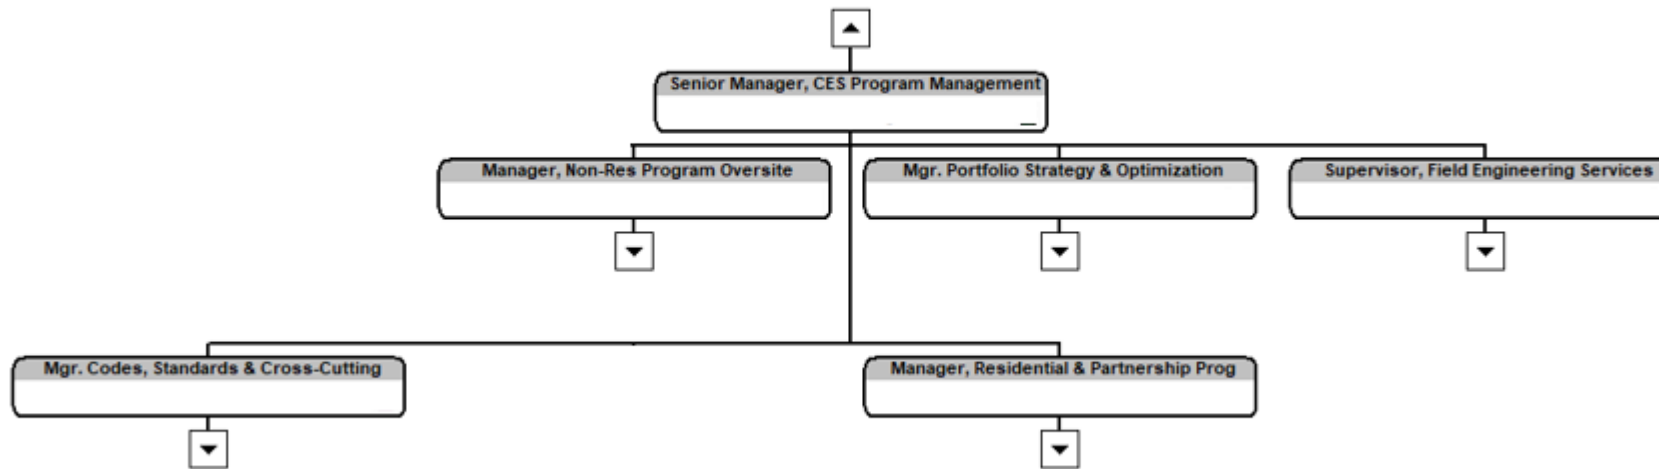 Senior Manager, CES Program Management
Manager, Non-Res Program Oversite
Mgr. Portfolio Strategy & Optimization
Supervisor, Field Engineering Services
Mgr. Codes, Standards & Cross-Cutting
Manager, Residential & Partnership Prog